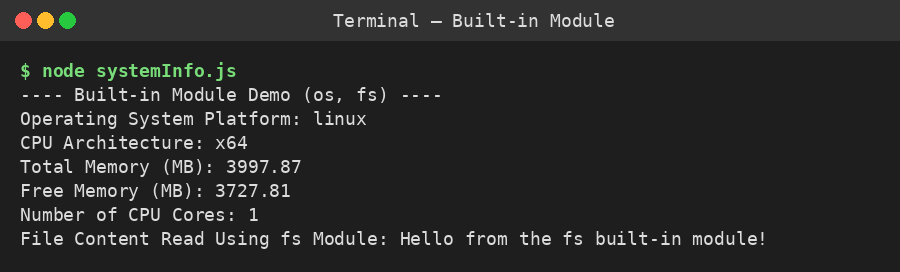 Terminal — Built-in Module
$ node systemInfo.js
---- Built-in Module Demo (os, fs) ----
Operating System Platform: linux
CPU Architecture: x64
Total Memory (MB): 3997.87
Free Memory (MB): 3727.81
Number of CPU Cores: 1
File Content Read Using fs Module: Hello from the fs built-in module!